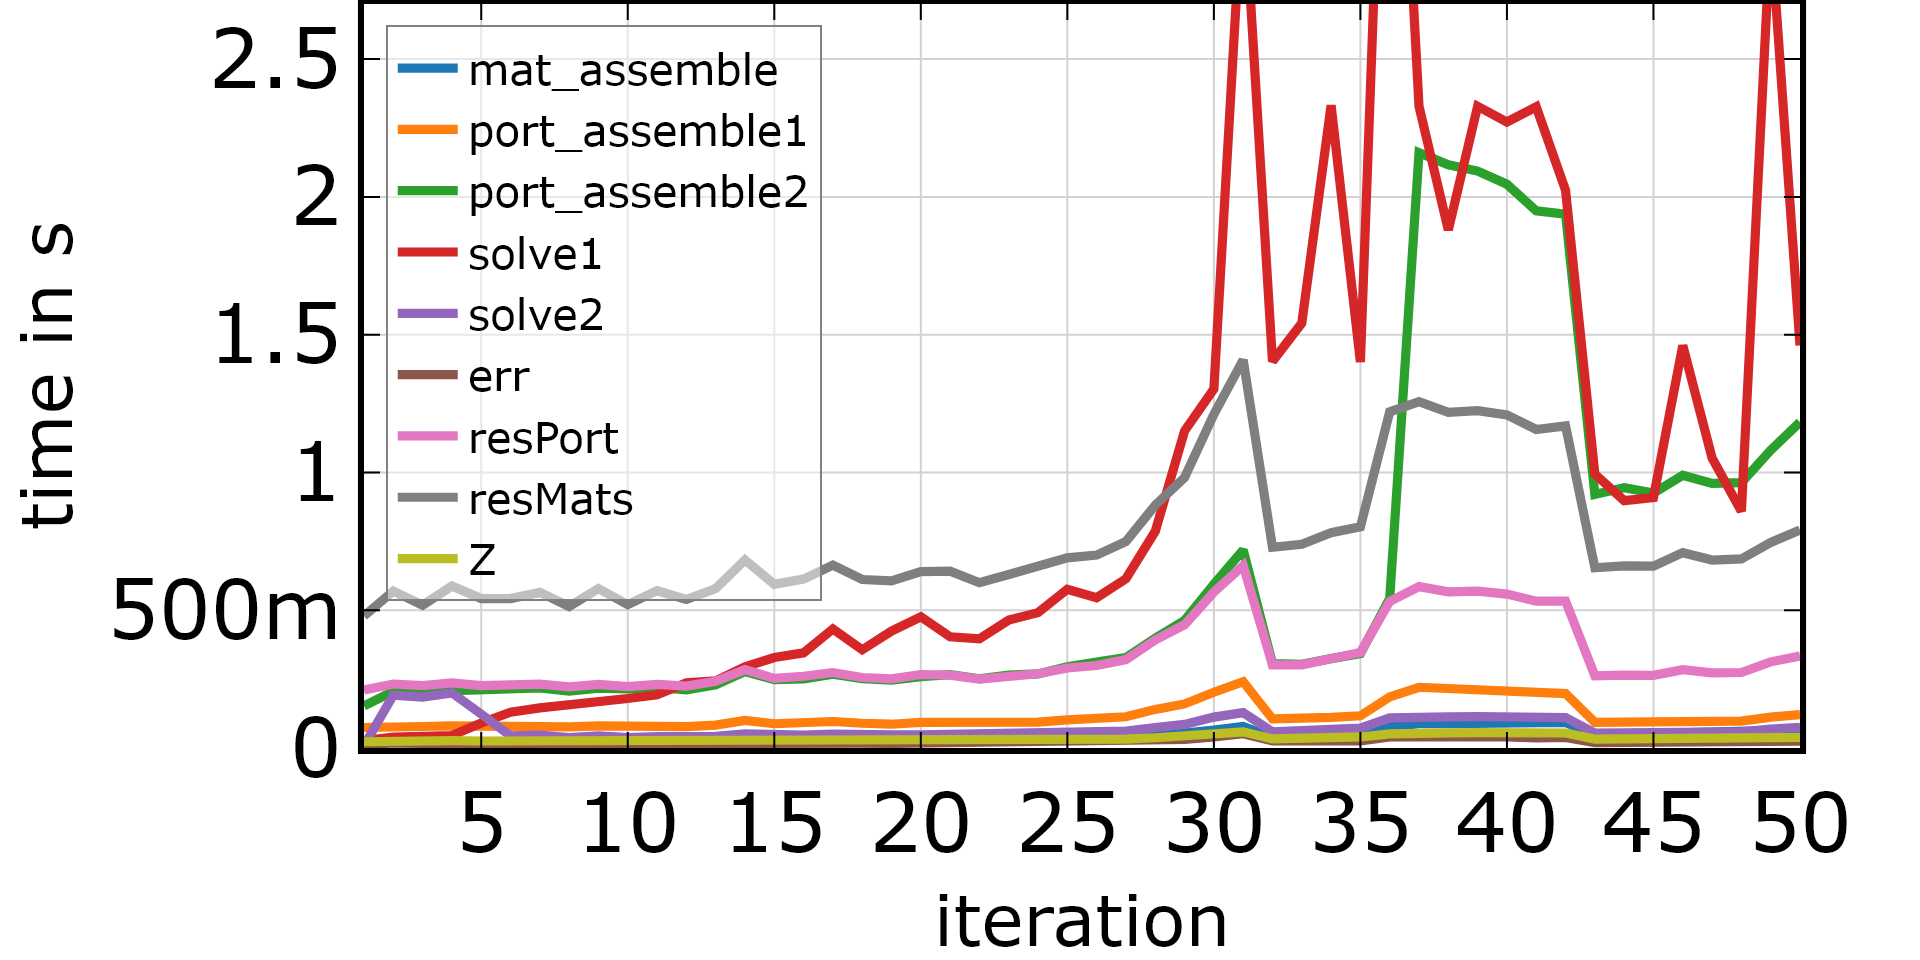 time in s
2.5
2
1.5
1
500m
0
mat_assemble
port_assemble1
port_assemble2
solve1
solve2
err
resPort
resMats
Z
5 10 15 20 25 30 35 40 45 50
iteration